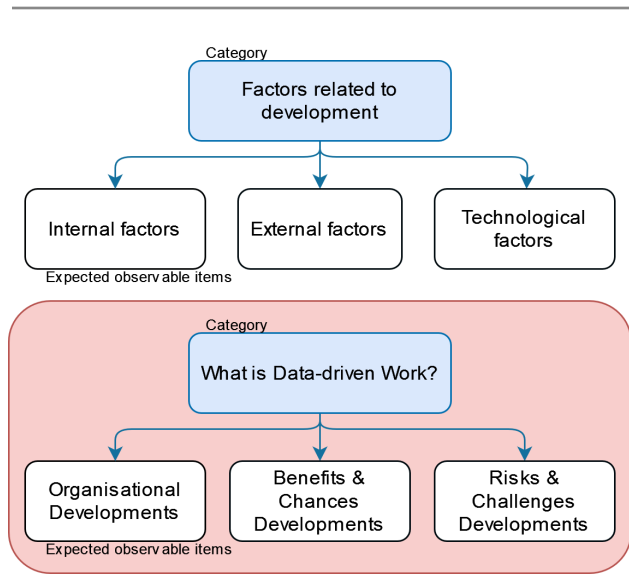 Category
Factors related to
development
Internal factors
External factors
Technological
factors
Expected observable items
Category
What is Data-driven Work?
Organisational
Developments
Benefits &
Chances
Developments
Risks &
Challenges
Developments
Expected observable items